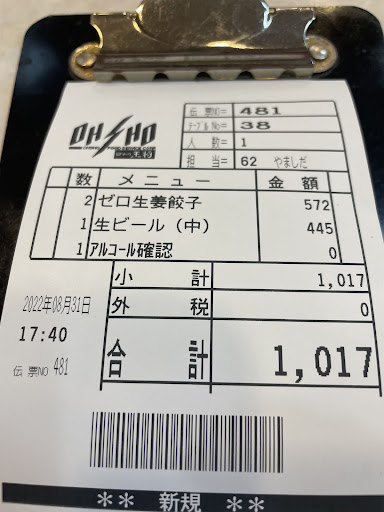 OHSHO
伝票No= 481
テーブルNo= 38
人 数= 1
担 当= 62 やましだ
数 メニュー 金 額
2 ゼロ生姜餃子 572
1 生ビール（中） 445
1 アルコール確認 0
小 計 1,017
2022年08月31日 外 税 0
17:40
伝 票NO 481
合 計 1,017
** 新規 **